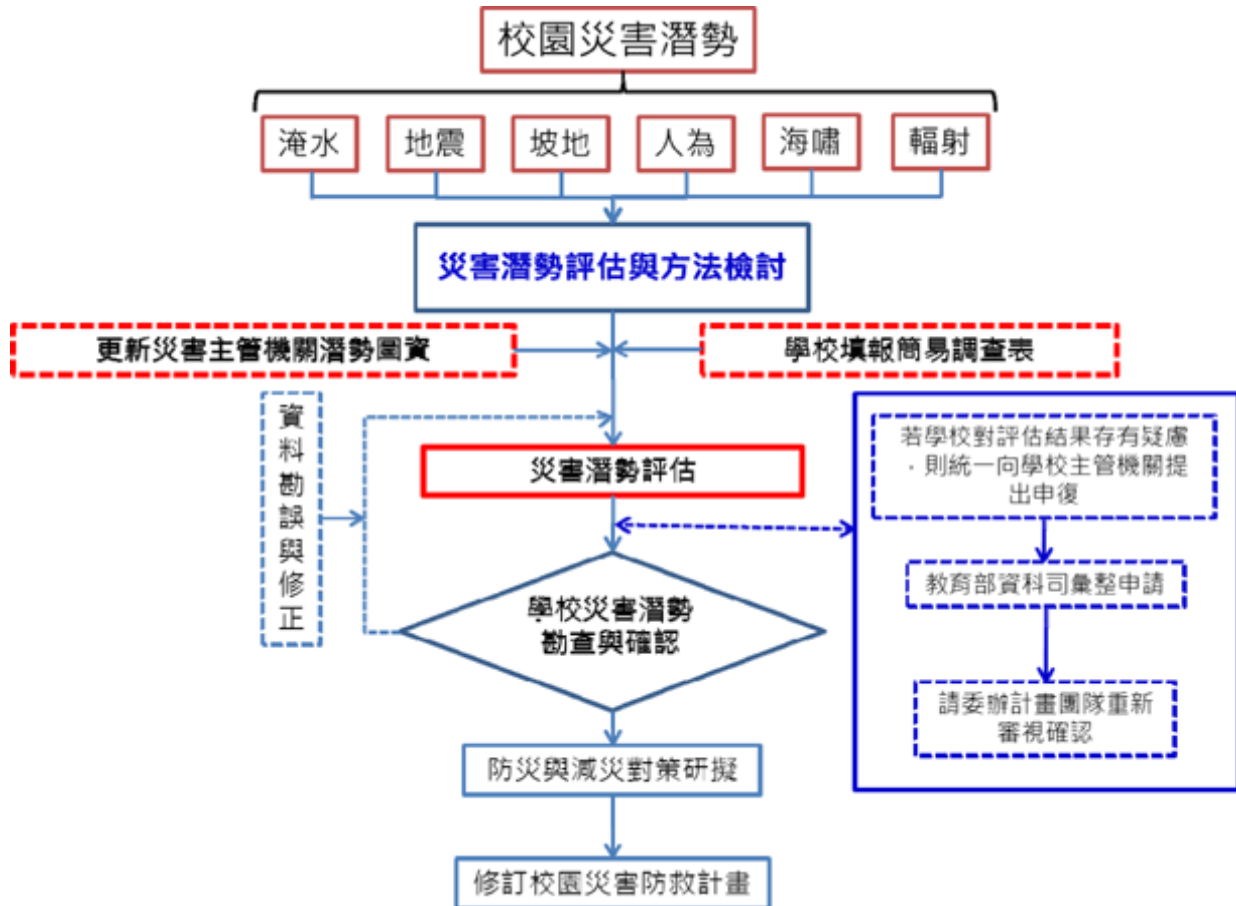 校園災害潛勢
淹水
地震
坡地
人為
海嘯
輻射
災害潛勢評估與方法檢討
更新災害主管機關潛勢圖資
學校填報簡易調查表
資料勘誤與修正
災害潛勢評估
若學校對評估結果存有疑慮
，則統一向學校主管機關提
出申復
教育部資科司彙整申請
學校災害潛勢
勘查與確認
請委辦計畫團隊重新
審視確認
防災與減災對策研擬
修訂校園災害防救計畫